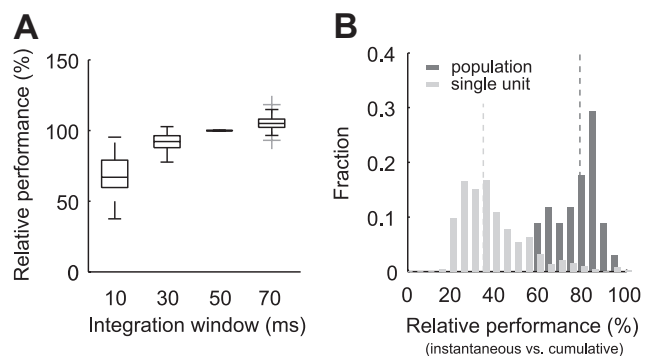 A
Relative performance (%)
150
100
50
0
10 30 50 70
Integration window (ms)
B
Fraction
0.4
0.3
0.2
0.1
0
population
single unit
0 20 40 60 80 100
Relative performance (%)
(instantaneous vs. cumulative)